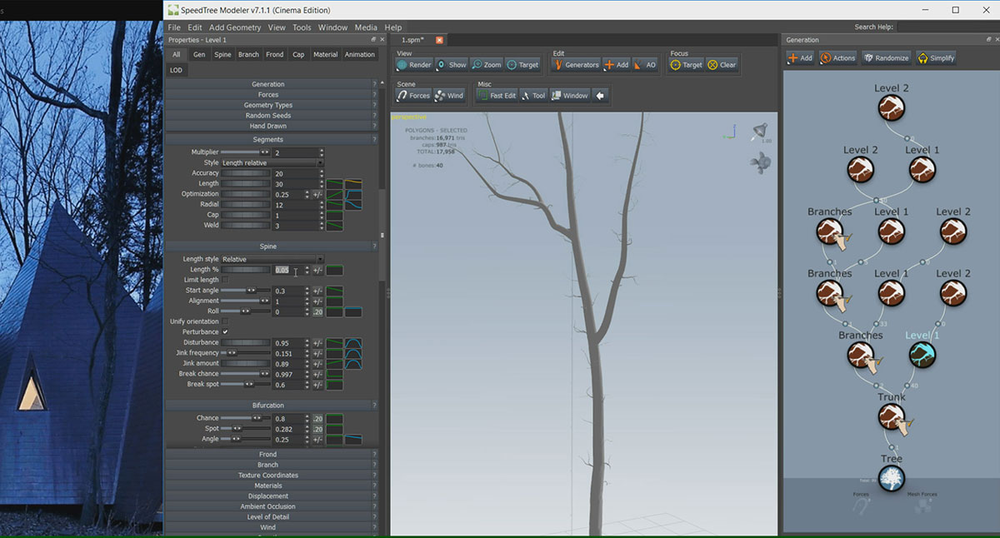 SpeedTree Modeler v7.1.1 (Cinema Edition)
File Edit Add Geometry View Tools Window Media Help
Search Help:
Properties - Level 1
All Gen Spine Branch Frond Cap Material Animation
LOD
Generation ?
Forces ?
Geometry Types ?
Random Seeds ?
Hand Drawn ?
Segments ?
Multiplier 2
Style Length relative
Accuracy 20
Length 30
Optimization 0.25 +/-
Radial 12
Cap 1
Weld 3
Spine ?
Length style Relative
Length % 0.05 +/-
Limit length
Start angle 0.3 +/-
Alignment 1 +/-
Roll 0 .20
Unify orientation
Perturbance
Disturbance 0.95 +/-
Jink frequency 0.151 +/-
Jink amount 0.89 +/-
Break chance 0.997 +/-
Break spot 0.6 +/-
Bifurcation ?
Chance 0.8 .20
Spot 0.282 .20
Angle 0.25 +/-
Frond ?
Branch ?
Texture Coordinates ?
Materials ?
Displacement ?
Ambient Occlusion ?
Level of Detail ?
Wind ?
1.spm*
View
Render Show Zoom Target
Edit
Generators Add AO
Focus
Target Clear
Scene
Forces Wind
Misc
Fast Edit Tool Window
perspective
POLYGONS - SELECTED
branches: 16,971 tris
caps: 987 tris
TOTAL: 17,958
# bones: 40
1.00
Generation
Add Actions Randomize Simplify
Level 2
Level 2 Level 1
Branches Level 1 Level 2
Branches Level 1 Level 2
Branches Level 1
40
Trunk
Tree
Forces Mesh Forces